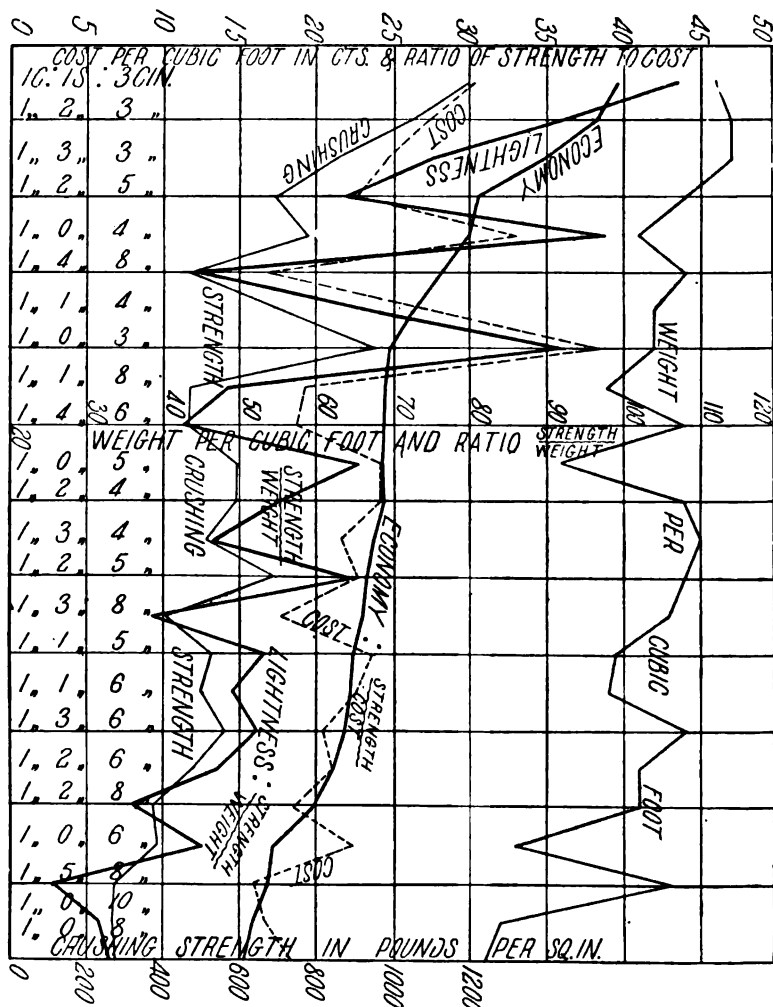 0 5 10 15 20 25 30 35 40 45 50
COST PER CUBIC FOOT IN CTS. & RATIO OF STRENGTH TO COST
1C: 1S: 3CIN.
1 " 2 " 3 "
1 " 3 " 3 "
1 " 2 " 5 "
1 " 0 " 4 "
1 " 4 " 8 "
1 " 1 " 4 "
1 " 0 " 3 "
1 " 1 " 8 "
1 " 4 " 6 "
20 30 40 50 60 70 80 90 100 110 120
WEIGHT PER CUBIC FOOT AND RATIO STRENGTH
WEIGHT
1 " 0 " 5 "
1 " 2 " 4 "
1 " 3 " 4 "
1 " 2 " 5 "
1 " 3 " 8 "
1 " 1 " 5 "
1 " 1 " 6 "
1 " 3 " 6 "
1 " 2 " 6 "
1 " 2 " 8 "
1 " 0 " 6 "
1 " 5 " 8 "
1 " 0 " 10 "
1 " 0 " 8 "
CRUSHING STRENGTH IN POUNDS PER SQ.IN.
0 200 400 600 800 1000 1200
CRUSHING
COST
LIGHTNESS
ECONOMY
STRENGTH
WEIGHT
CRUSHING
STRENGTH
WEIGHT
ECONOMY:
STRENGTH
COST
PER
COST
CUBIC
STRENGTH
LIGHTNESS:
STRENGTH
WEIGHT
FOOT
COST